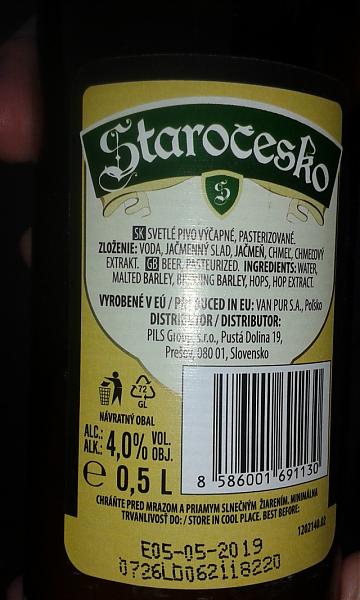 Staročesko
S
SK SVETLÉ PIVO VÝČAPNÉ, PASTERIZOVANÉ.
ZLOŽENIE: VODA, JAČMENNÝ SLAD, JAČMEŇ, CHMEĽ, CHMEĽOVÝ
EXTRAKT. GB BEER, PASTEURIZED. INGREDIENTS: WATER,
MALTED BARLEY, BREWING BARLEY, HOPS, HOP EXTRACT.
VYROBENÉ V EÚ / PRODUCED IN EU: VAN PUR S.A., Poľsko
DISTRIBÚTOR / DISTRIBUTOR:
PILS Group s.r.o., Pustá Dolina 19,
Prešov, 080 01, Slovensko
72
GL
NÁVRATNÝ OBAL
ALC.: 4,0% VOL.
ALK.: OBJ.
e 0,5 L
8 586001 691130
CHRÁŇTE PRED MRAZOM A PRIAMYM SLNEČNÝM ŽIARENÍM. MINIMÁLNA
TRVANLIVOSŤ DO: / STORE IN COOL PLACE. BEST BEFORE:
1202140.02
E05-05-2019
0726LD062118220